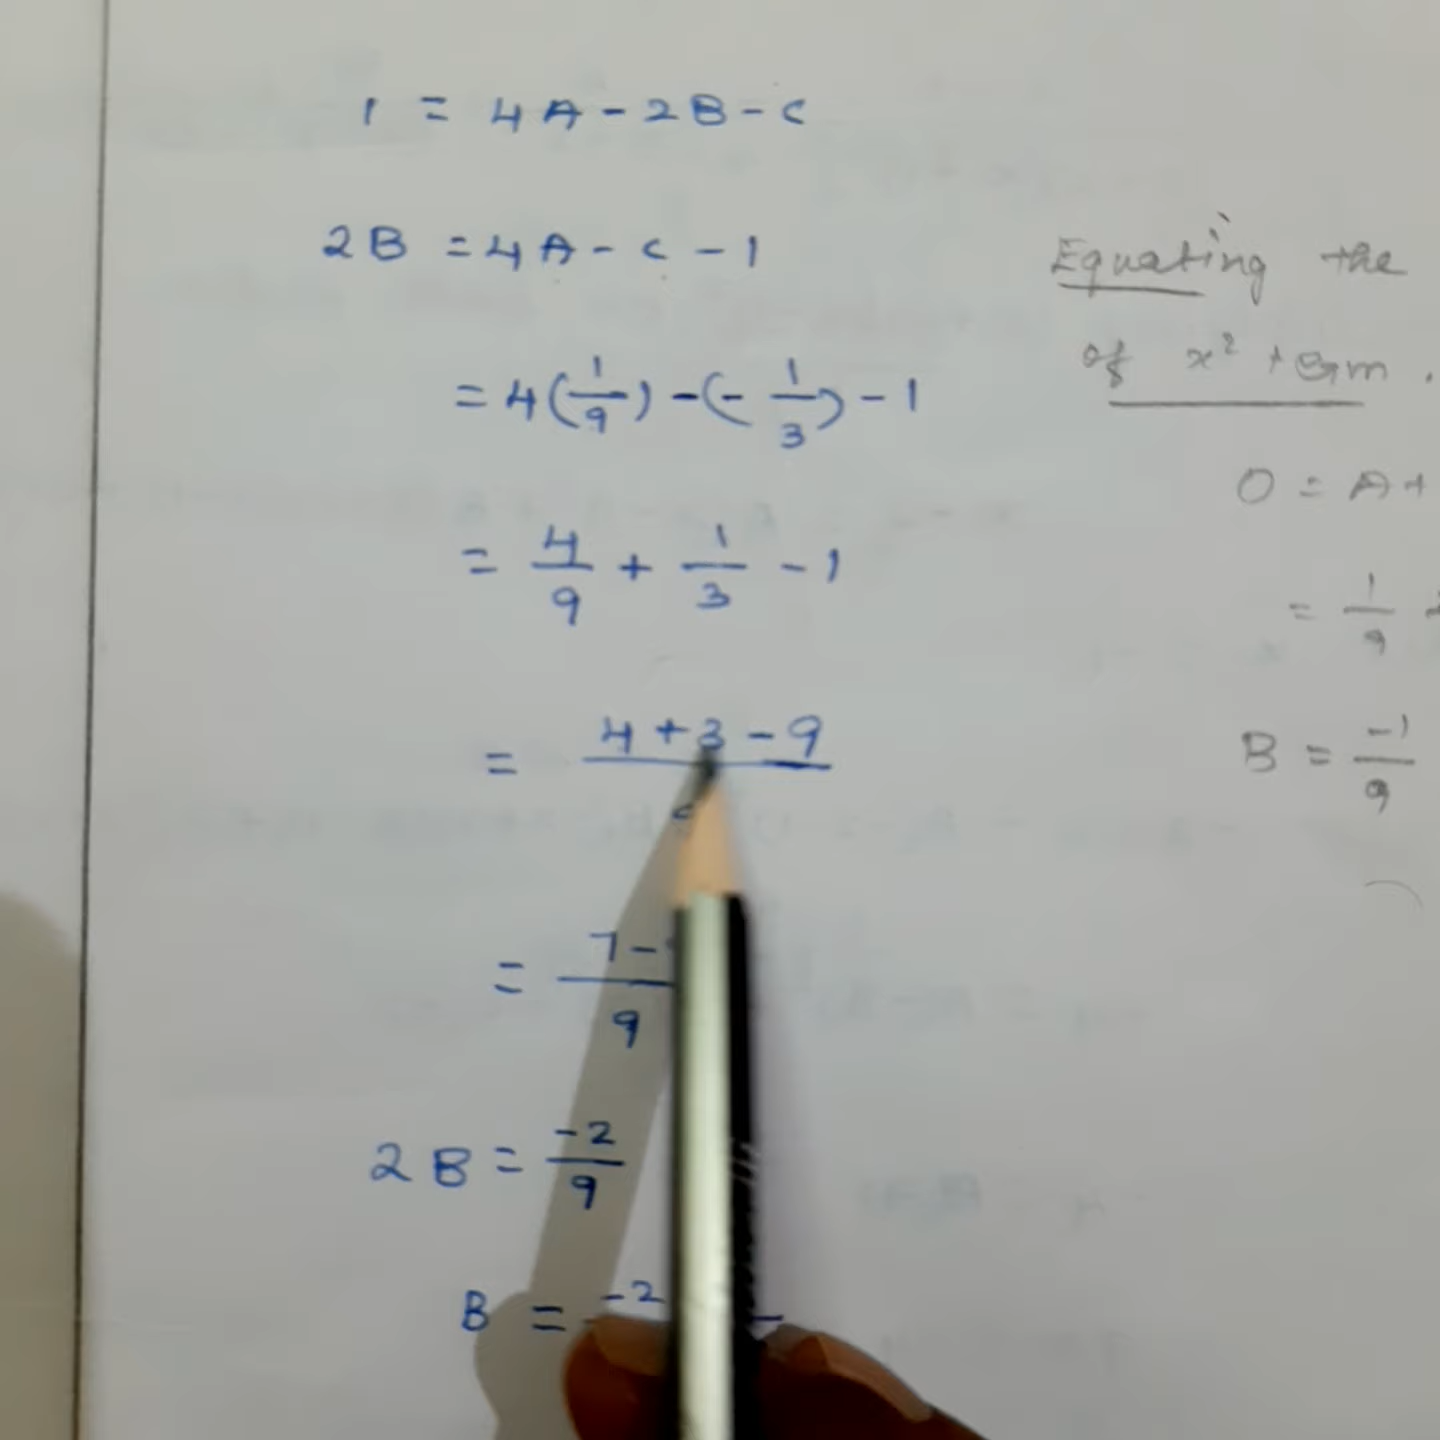 1 = 4A - 2B - C
2B = 4A - C - 1
= 4(1/9) - (-1/3) - 1
= 4/9 + 1/3 - 1
= 4 + 3 - 9
= 7 - / 9
2B = -2/9
B = -2
Equating the
of x² term.
0 = A +
= 1/9 +
B = -1/9